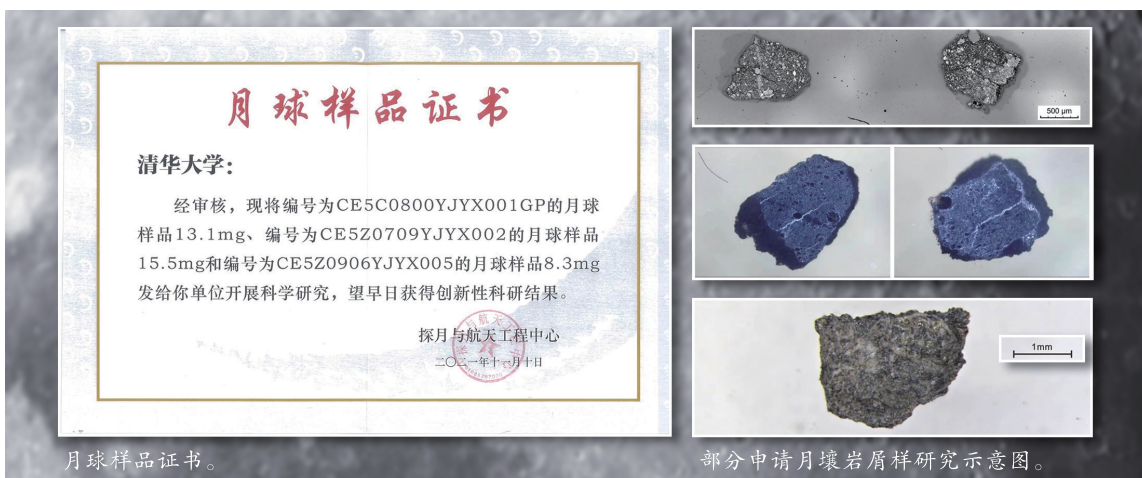 月球样品证书
清华大学：
经审核，现将编号为CE5C0800YJYX001GP的月球
样品13.1mg、编号为CE5Z0709YJYX002的月球样品
15.5mg和编号为CE5Z0906YJYX005的月球样品8.3mg
发给你单位开展科学研究，望早日获得创新性科研结果。
探月与航天工程中心
二〇二一年十一月十日
月球样品证书。
500 μm
1mm
部分申请月壤岩屑样研究示意图。